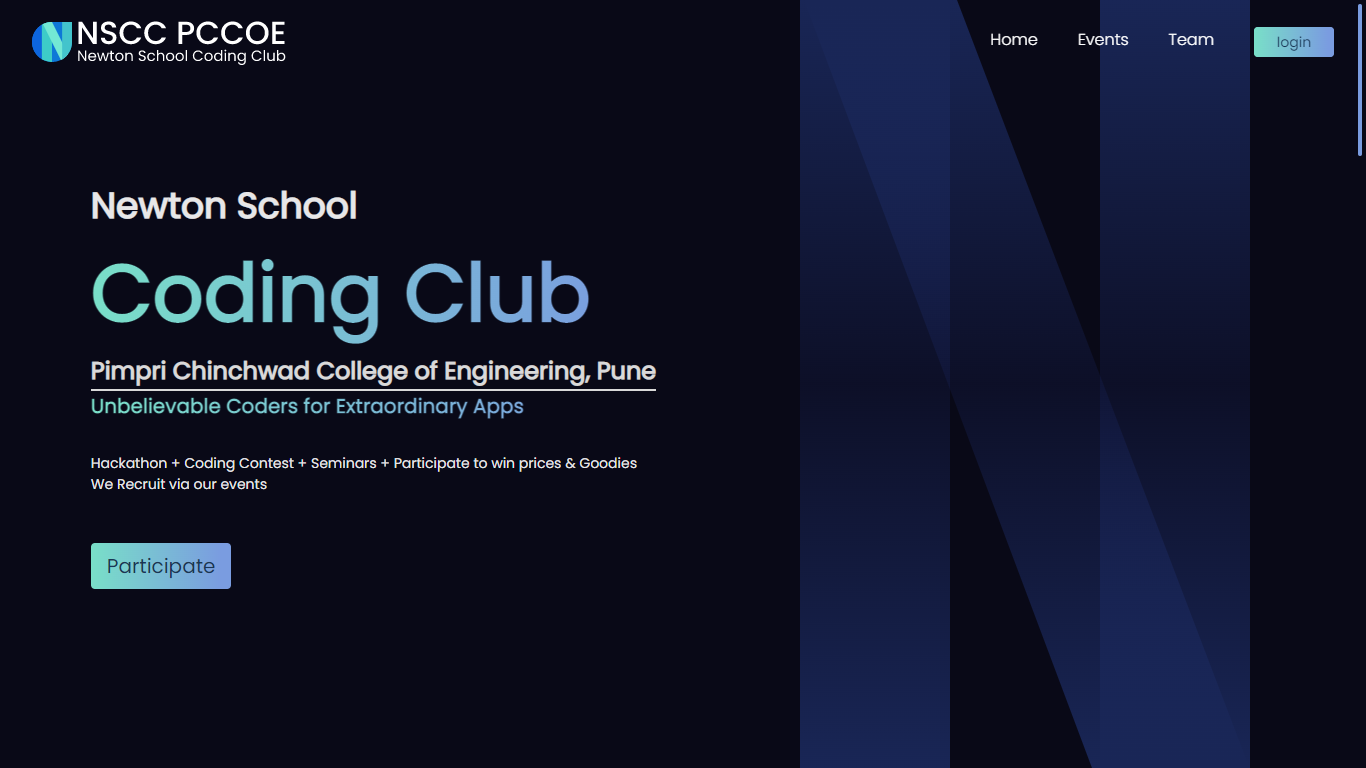 NSCC PCCOE
Newton School Coding Club
Home Events Team login
Newton School
Coding Club
Pimpri Chinchwad College of Engineering, Pune
Unbelievable Coders for Extraordinary Apps
Hackathon + Coding Contest + Seminars + Participate to win prices & Goodies
We Recruit via our events
Participate